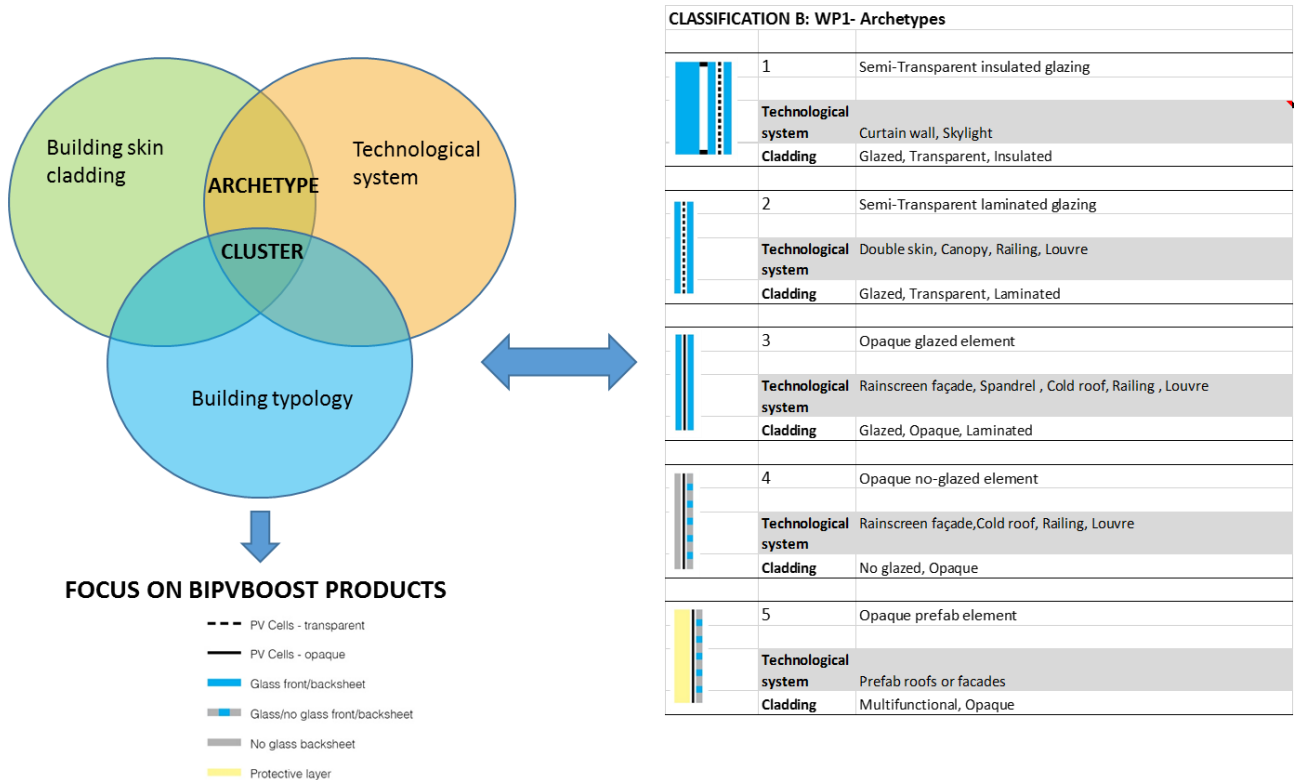 Building skin
cladding
Technological
system
ARCHETYPE
CLUSTER
Building typology
FOCUS ON BIPVBOOST PRODUCTS
PV Cells - transparent
PV Cells - opaque
Glass front/backsheet
Glass/no glass front/backsheet
No glass backsheet
Protective layer
CLASSIFICATION B: WP1- Archetypes
1 Semi-Transparent insulated glazing
Technological
system Curtain wall, Skylight
Cladding Glazed, Transparent, Insulated
2 Semi-Transparent laminated glazing
Technological Double skin, Canopy, Railing, Louvre
system
Cladding Glazed, Transparent, Laminated
3 Opaque glazed element
Technological Rainscreen façade, Spandrel , Cold roof, Railing , Louvre
system
Cladding Glazed, Opaque, Laminated
4 Opaque no-glazed element
Technological Rainscreen façade,Cold roof, Railing, Louvre
system
Cladding No glazed, Opaque
5 Opaque prefab element
Technological
system Prefab roofs or facades
Cladding Multifunctional, Opaque